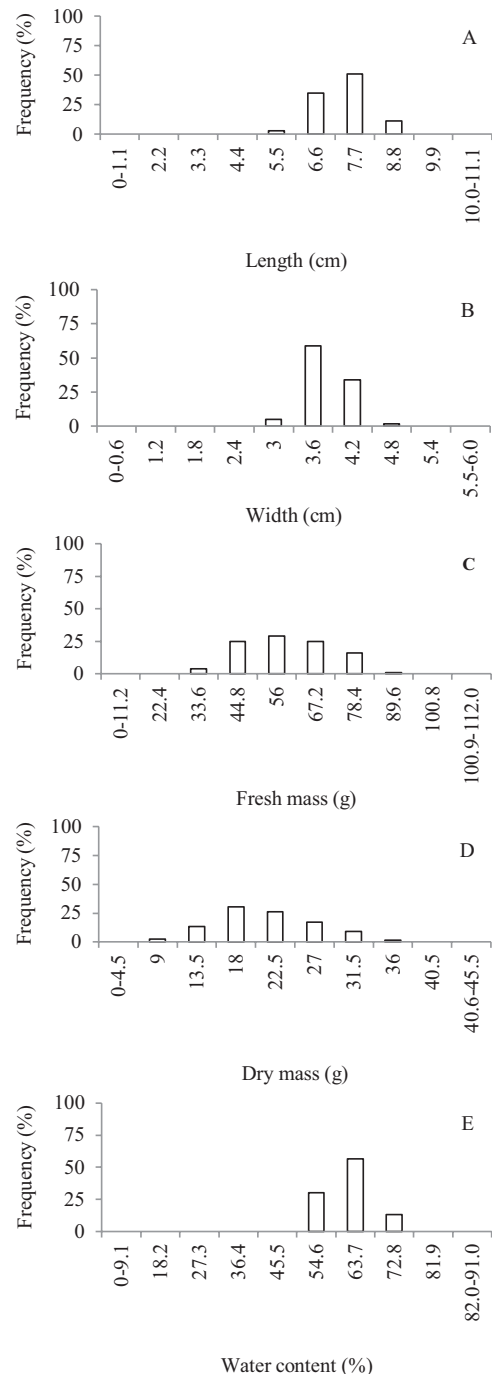 A
Frequency (%)
100
75
50
25
0
0-1.1 2.2 3.3 4.4 5.5 6.6 7.7 8.8 9.9 10.0-11.1
Length (cm)
B
Frequency (%)
100
75
50
25
0
0-0.6 1.2 1.8 2.4 3 3.6 4.2 4.8 5.4 5.5-6.0
Width (cm)
C
Frequency (%)
100
75
50
25
0
0-11.2 22.4 33.6 44.8 56 67.2 78.4 89.6 100.8 100.9-112.0
Fresh mass (g)
D
Frequency (%)
100
75
50
25
0
0-4.5 9 13.5 18 22.5 27 31.5 36 40.5 40.6-45.5
Dry mass (g)
E
Frequency (%)
100
75
50
25
0
0-9.1 18.2 27.3 36.4 45.5 54.6 63.7 72.8 81.9 82.0-91.0
Water content (%)